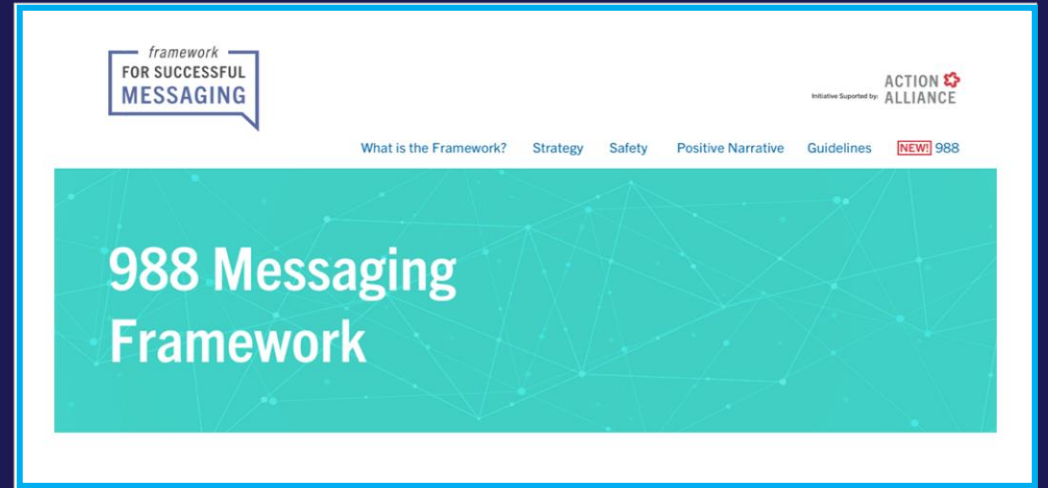 framework
FOR SUCCESSFUL
MESSAGING
Initiative Suported by:
ACTION
ALLIANCE
What is the Framework? Strategy Safety Positive Narrative Guidelines NEW! 988
988 Messaging
Framework